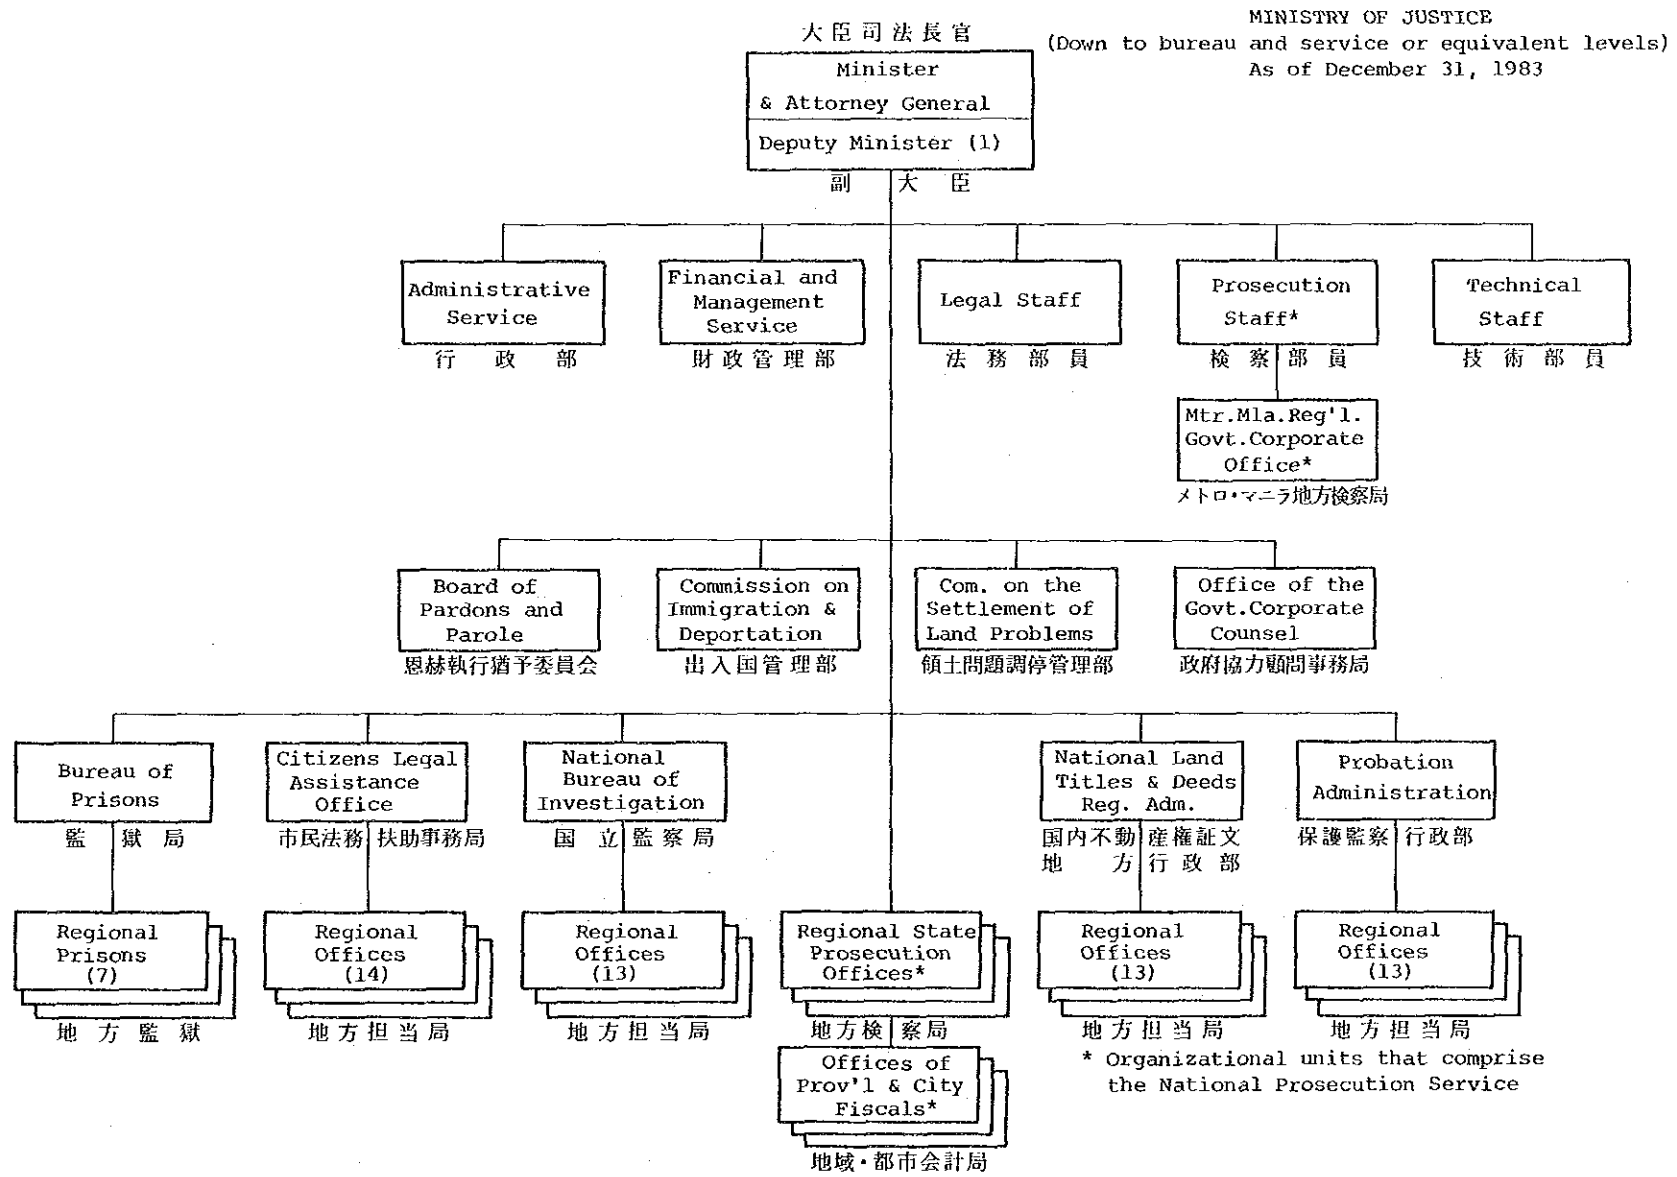 MINISTRY OF JUSTICE
(Down to bureau and service or equivalent levels)
As of December 31, 1983
大臣司法長官
Minister
& Attorney General
Deputy Minister (1)
副大臣
Administrative
Service
行政部
Financial and
Management
Service
財政管理部
Legal Staff
法務部員
Prosecution
Staff*
検察部員
Technical
Staff
技術部員
Mtr.Mla.Reg'l.
Govt.Corporate
Office*
メトロ・マニラ地方検察局
Board of
Pardons and
Parole
恩赦執行猶予委員会
Commission on
Immigration &
Deportation
出入国管理部
Com. on the
Settlement of
Land Problems
領土問題調停管理部
Office of the
Govt.Corporate
Counsel
政府協力顧問事務局
Bureau of
Prisons
監獄局
Citizens Legal
Assistance
Office
市民法務扶助事務局
National
Bureau of
Investigation
国立監察局
National Land
Titles & Deeds
Reg. Adm.
国内不動産権証文
地方行政部
Probation
Administration
保護監察行政部
Regional
Prisons
(7)
地方監獄
Regional
Offices
(14)
地方担当局
Regional
Offices
(13)
地方担当局
Regional State
Prosecution
Offices*
地方検察局
Regional
Offices
(13)
地方担当局
Regional
Offices
(13)
地方担当局
Offices of
Prov'l & City
Fiscals*
地域・都市会計局
* Organizational units that comprise
the National Prosecution Service